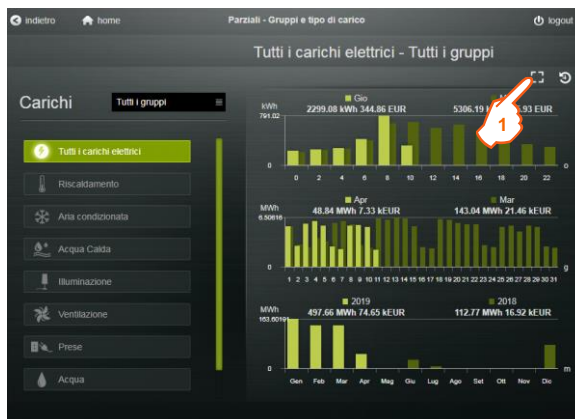 indietro home Parziali - Gruppi e tipo di carico logout
Tutti i carichi elettrici - Tutti i gruppi
Carichi Tutti i gruppi
Tutti i carichi elettrici
Riscaldamento
Aria condizionata
Acqua Calda
Illuminazione
Ventilazione
Prese
Acqua
1
kWh Gio
2299.08 kWh 344.86 EUR 5306.19 .93 EUR
791.02
0
0 2 4 6 8 10 12 14 16 18 20 22 o
MWh Apr Mar
48.84 MWh 7.33 kEUR 143.04 MWh 21.46 kEUR
6.50616
0
1 2 3 4 5 6 7 8 9 10 11 12 13 14 15 16 17 18 19 20 21 22 23 24 25 26 27 28 29 30 31 g
MWh 2019 2018
497.66 MWh 74.65 kEUR 112.77 MWh 16.92 kEUR
163.60191
0
Gen Feb Mar Apr Mag Giu Lug Ago Set Ott Nov Dic m